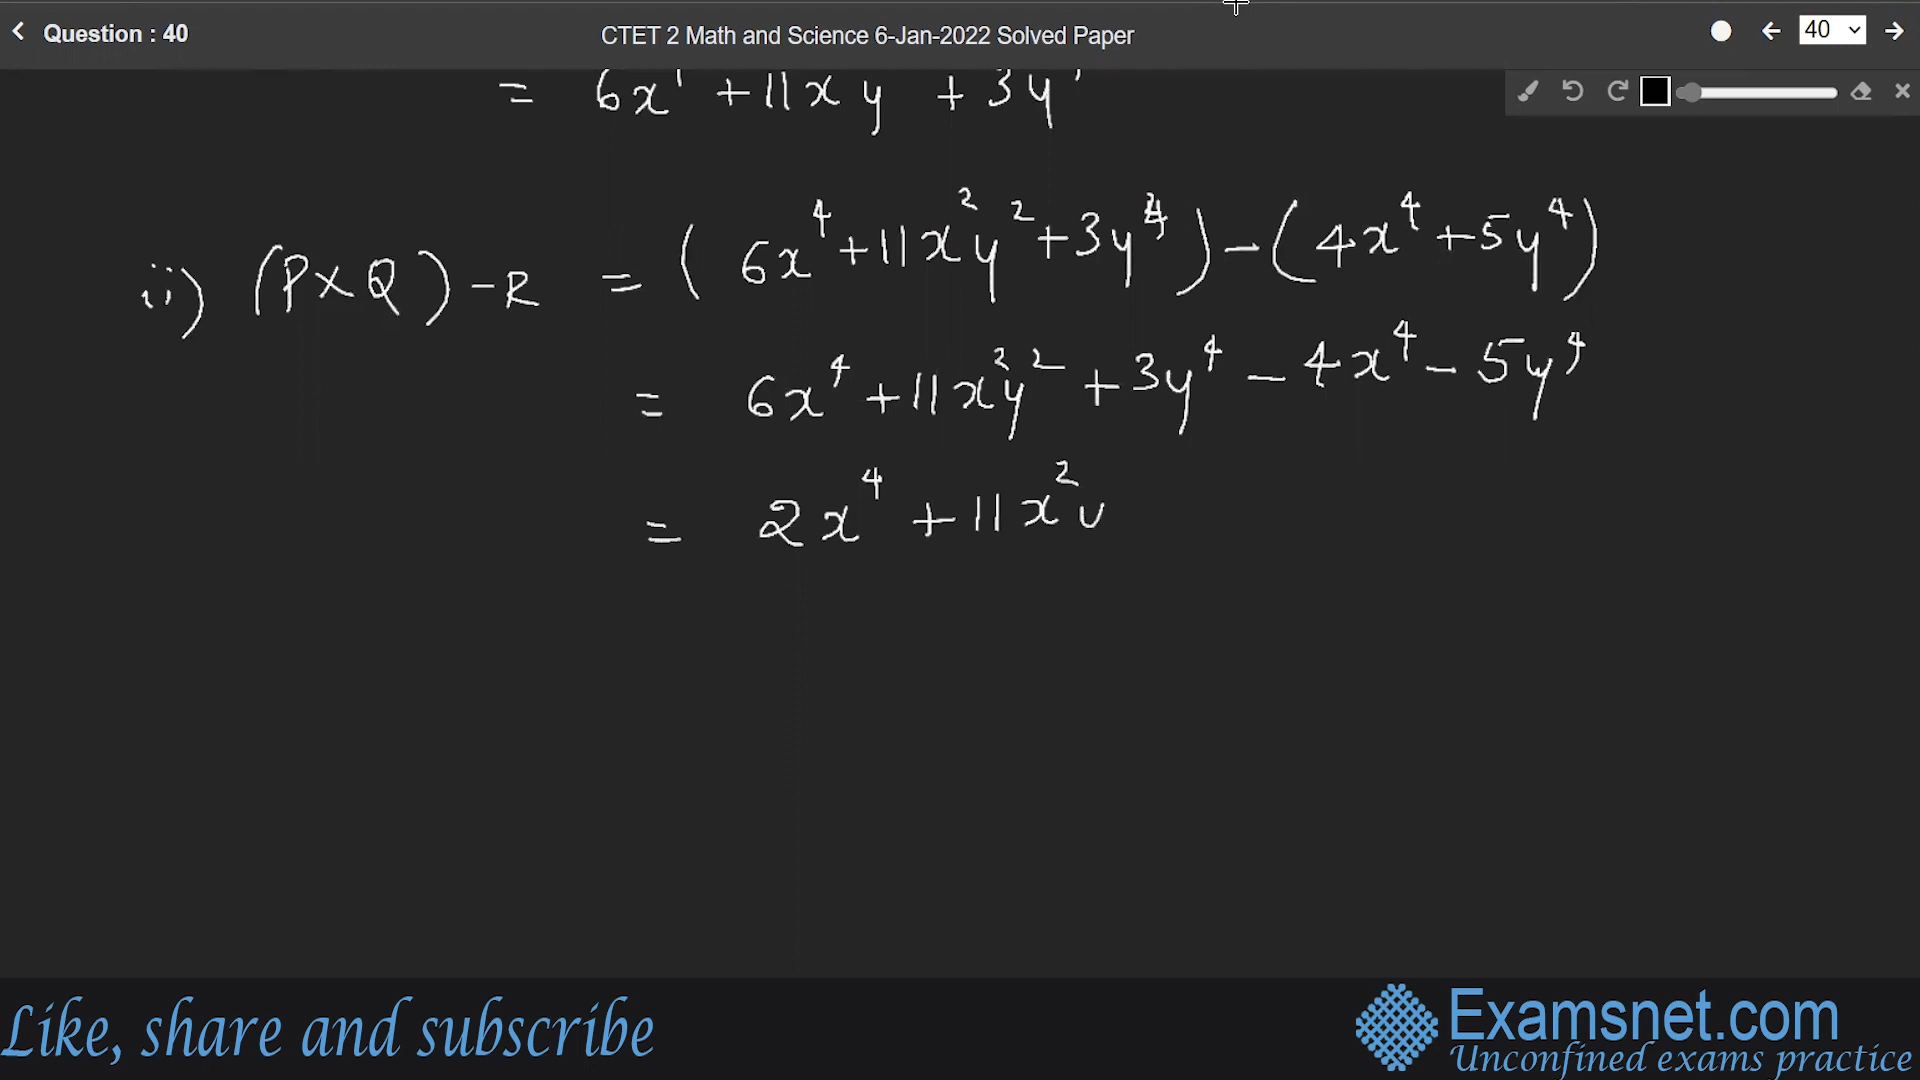 Question : 40
CTET 2 Math and Science 6-Jan-2022 Solved Paper
40
= 6x + 11x y + 3y
ii) (P×Q) - R = (6x⁴ + 11x²y² + 3y⁴) - (4x⁴ + 5y⁴)
= 6x⁴ + 11x²y² + 3y⁴ - 4x⁴ - 5y⁴
= 2x⁴ + 11x²
Like, share and subscribe
Examsnet.com
Unconfined exams practice